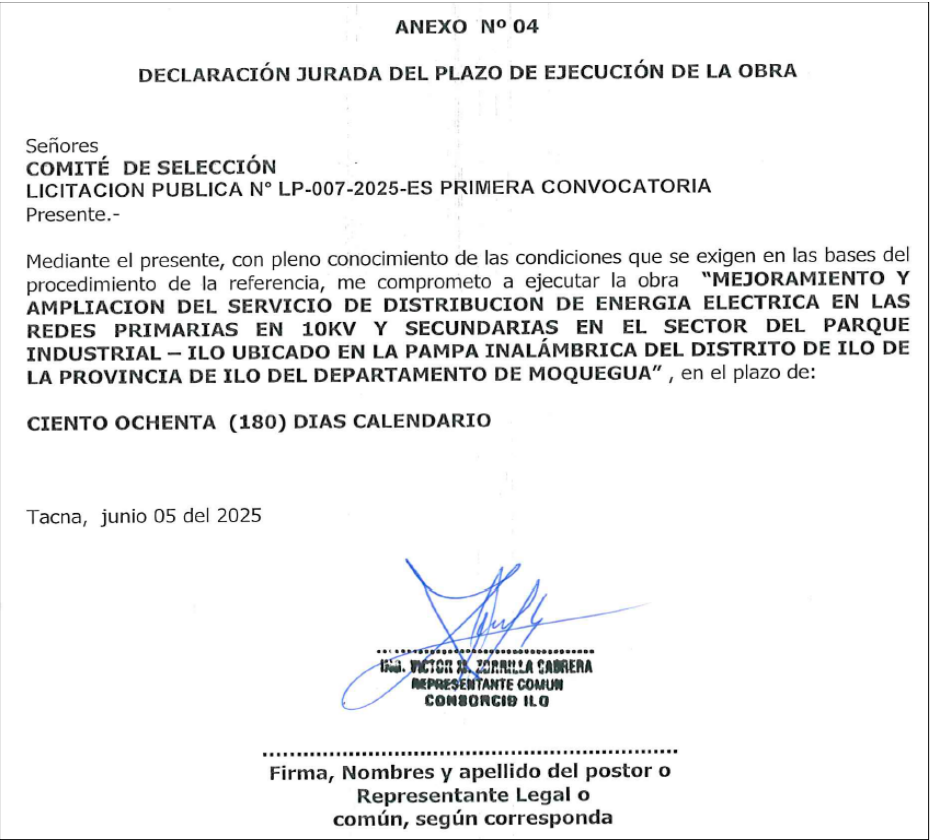 ANEXO Nº 04
DECLARACIÓN JURADA DEL PLAZO DE EJECUCIÓN DE LA OBRA
Señores
COMITÉ DE SELECCIÓN
LICITACION PUBLICA N° LP-007-2025-ES PRIMERA CONVOCATORIA
Presente.-
Mediante el presente, con pleno conocimiento de las condiciones que se exigen en las bases del
procedimiento de la referencia, me comprometo a ejecutar la obra "MEJORAMIENTO Y
AMPLIACION DEL SERVICIO DE DISTRIBUCION DE ENERGIA ELECTRICA EN LAS
REDES PRIMARIAS EN 10KV Y SECUNDARIAS EN EL SECTOR DEL PARQUE
INDUSTRIAL – ILO UBICADO EN LA PAMPA INALÁMBRICA DEL DISTRITO DE ILO DE
LA PROVINCIA DE ILO DEL DEPARTAMENTO DE MOQUEGUA" , en el plazo de:
CIENTO OCHENTA (180) DIAS CALENDARIO
Tacna, junio 05 del 2025
ING. VICTOR M. ZORRILLA CABRERA
REPRESENTANTE COMUN
CONSORCIO ILO
Firma, Nombres y apellido del postor o
Representante Legal o
común, según corresponda